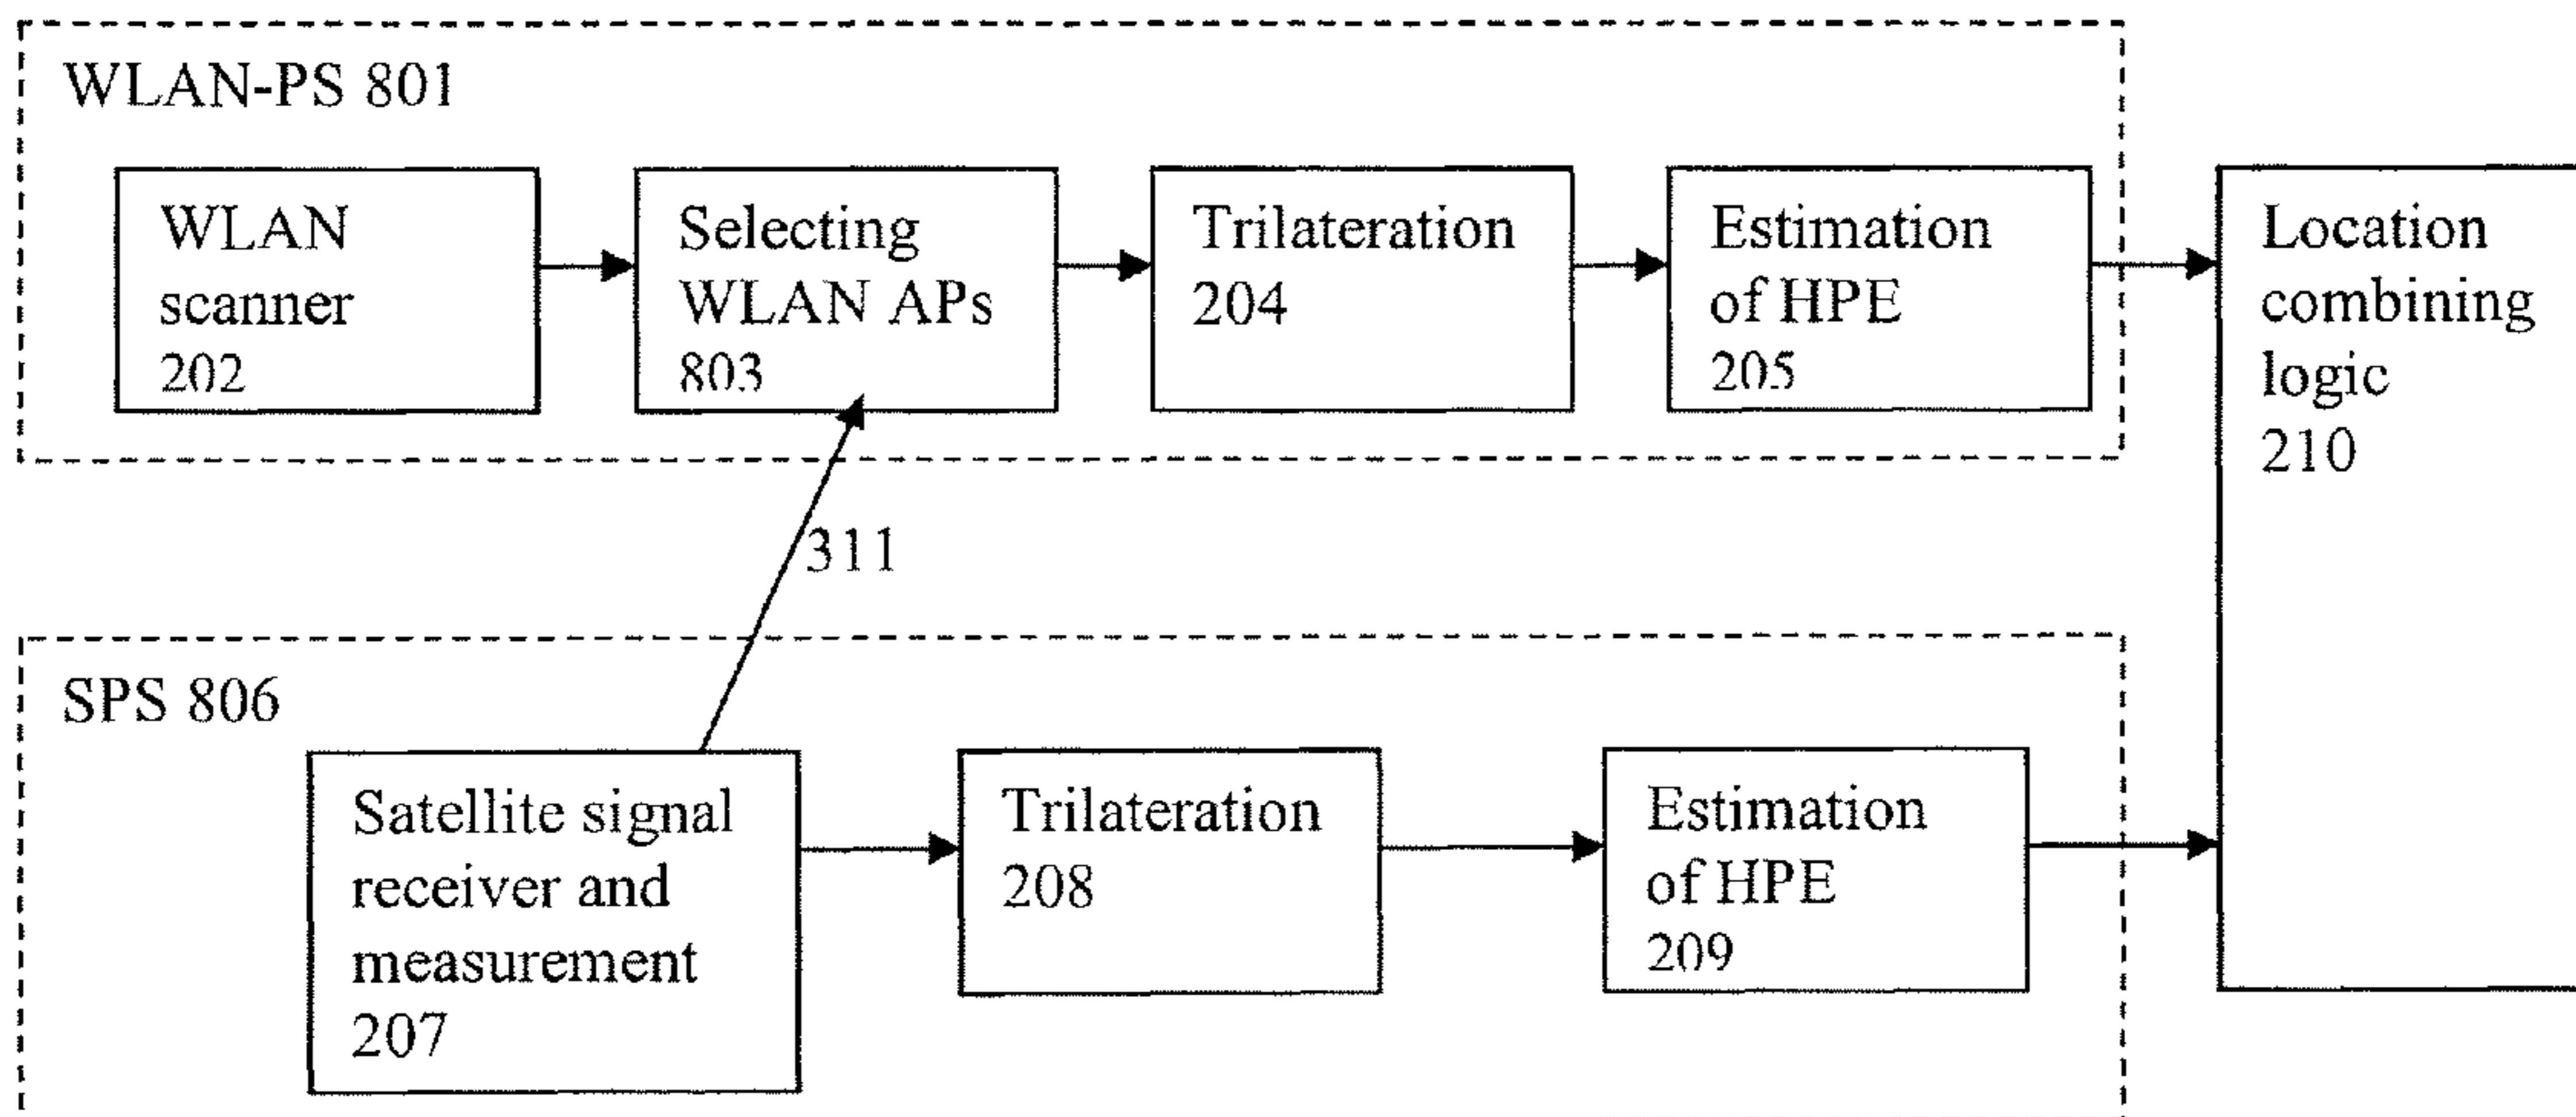 WLAN-PS 801
WLAN
scanner
202
Selecting
WLAN APs
803
Trilateration
204
Estimation
of HPE
205
Location
combining
logic
210
311
SPS 806
Satellite signal
receiver and
measurement
207
Trilateration
208
Estimation
of HPE
209